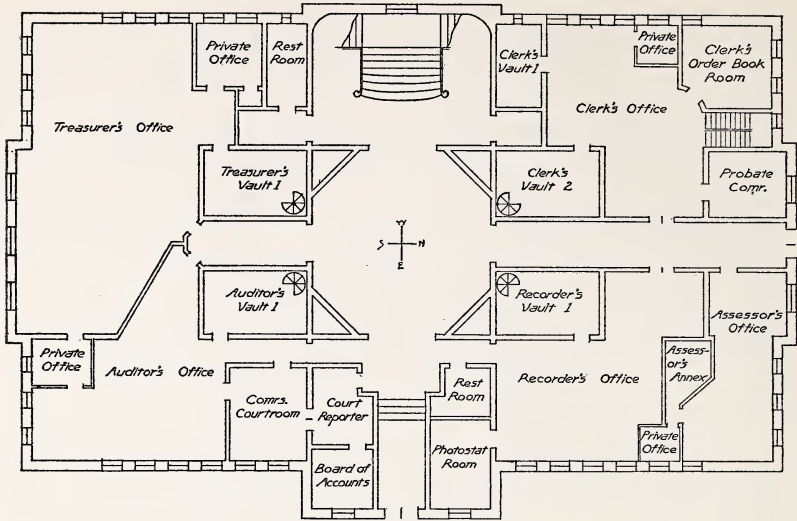 Private
Office
Rest
Room
Clerk's
Vault 1
Private
Office
Clerk's
Order Book
Room
Treasurer's Office
Clerk's Office
Treasurer's
Vault 1
Clerk's
Vault 2
Probate
Comr.
W
S
N
E
Auditor's
Vault 1
Recorder's
Vault 1
Assessor's
Office
Private
Office
Auditor's Office
Comrs.
Courtroom
Court
Reporter
Rest
Room
Recorder's Office
Assess-
or's
Annex
Board of
Accounts
Photostat
Room
Private
Office